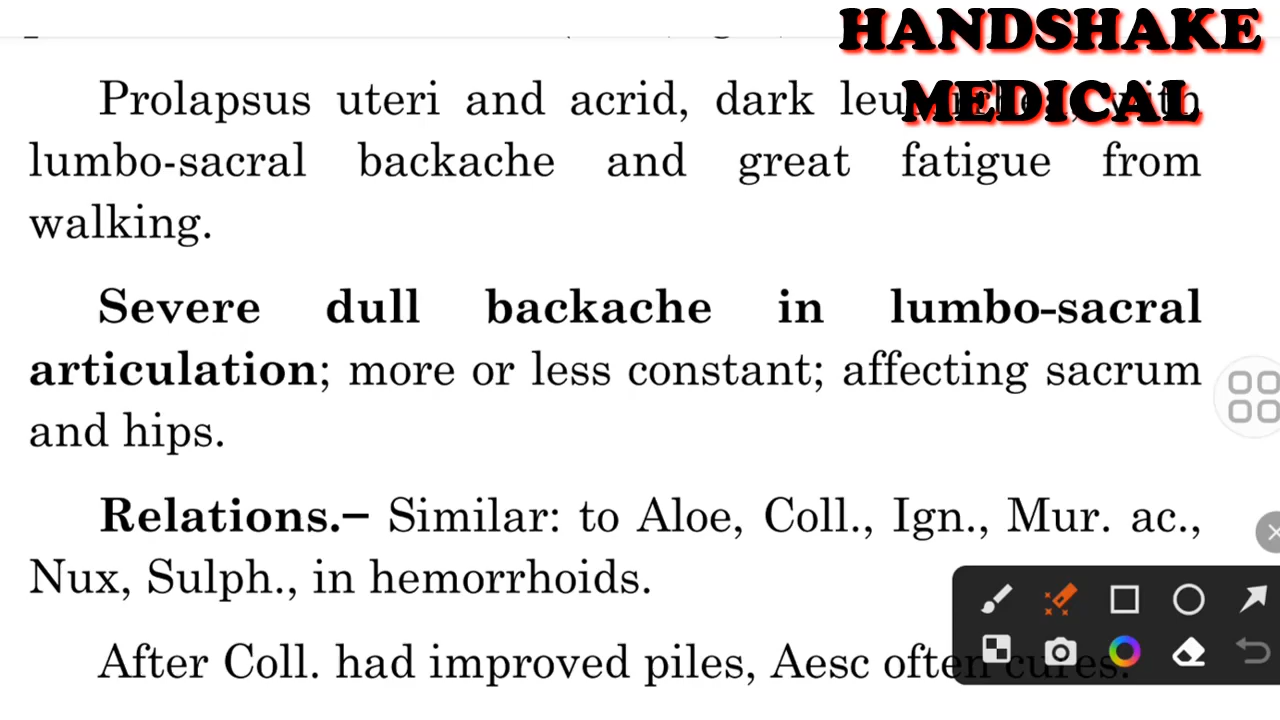 HANDSHAKE
MEDICAL
Prolapsus uteri and acrid, dark with
lumbo-sacral backache and great fatigue from
walking.
Severe dull backache in lumbo-sacral
articulation; more or less constant; affecting sacrum
and hips.
Relations.– Similar: to Aloe, Coll., Ign., Mur. ac.,
Nux, Sulph., in hemorrhoids.
After Coll. had improved piles, Aesc often cures.